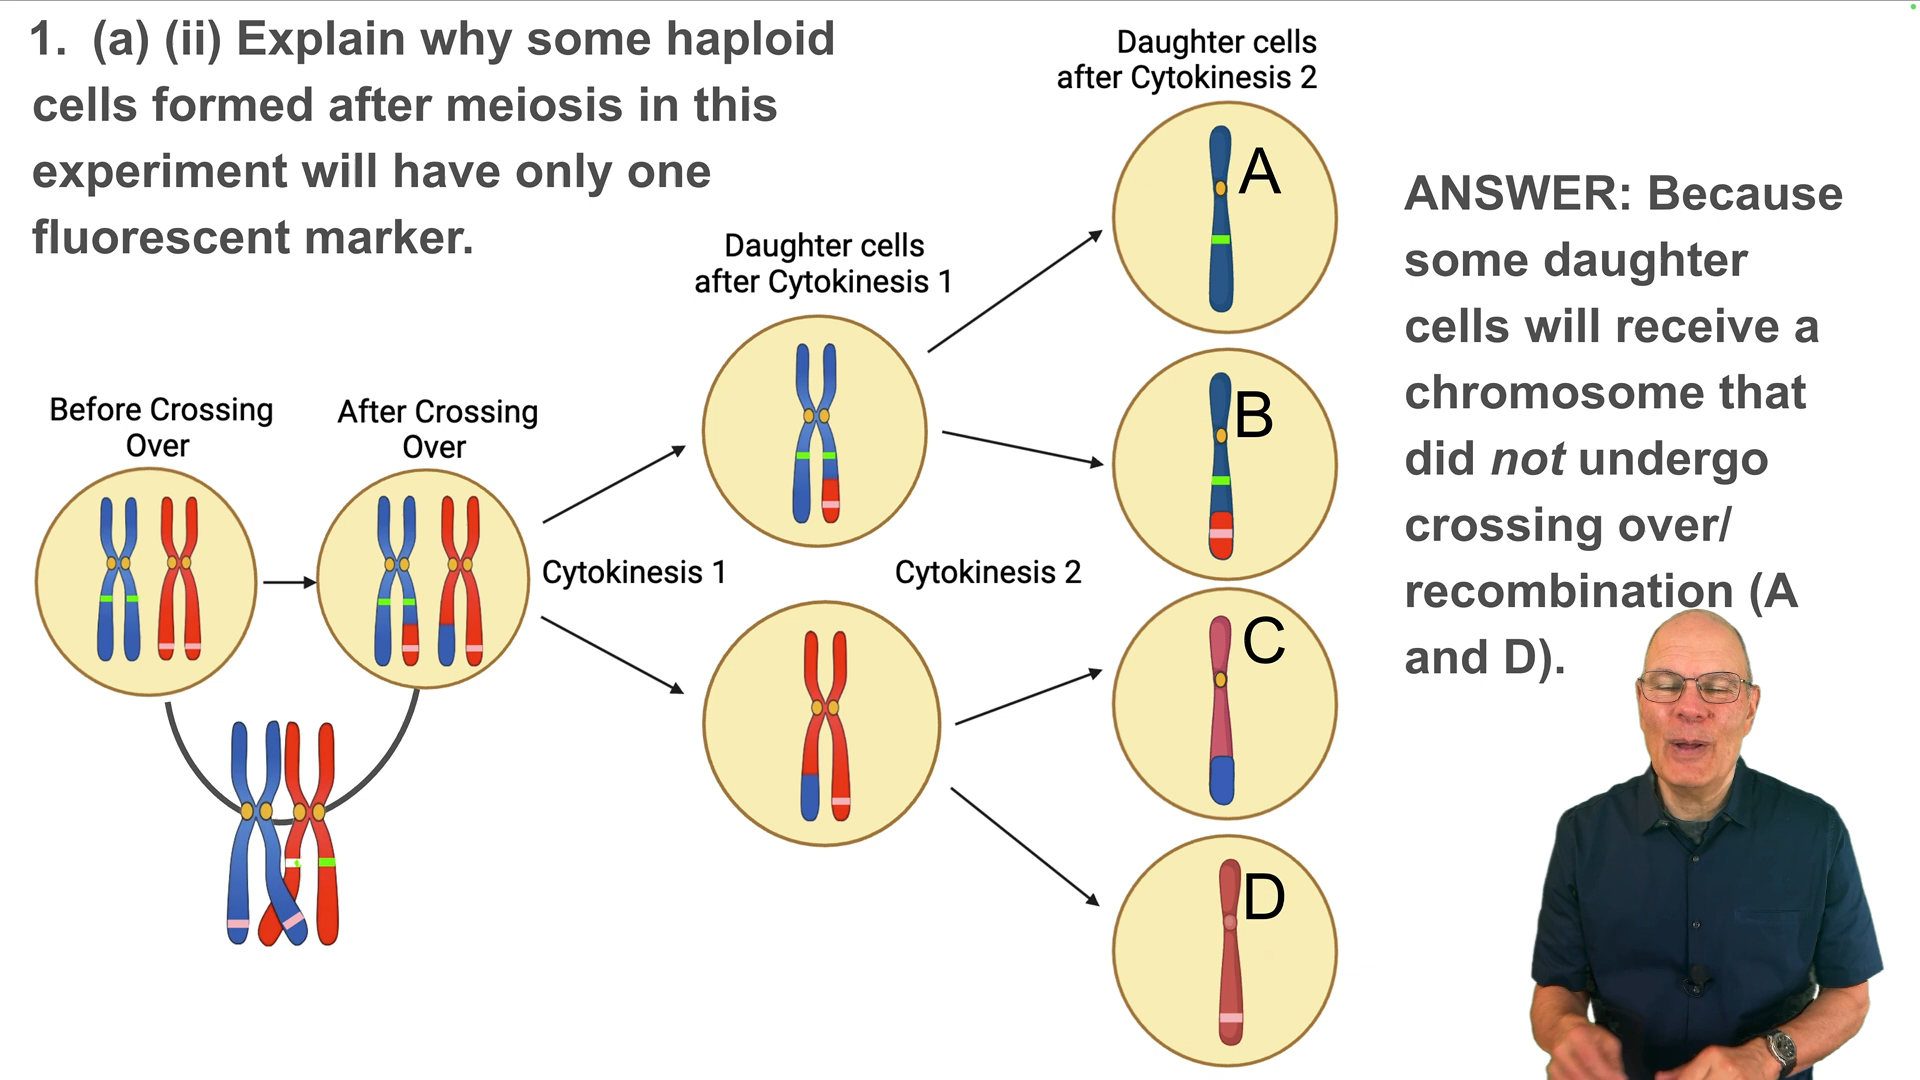 1. (a) (ii) Explain why some haploid
cells formed after meiosis in this
experiment will have only one
fluorescent marker.
Before Crossing
Over
After Crossing
Over
Cytokinesis 1
Daughter cells
after Cytokinesis 1
Cytokinesis 2
Daughter cells
after Cytokinesis 2
A
B
C
D
ANSWER: Because
some daughter
cells will receive a
chromosome that
did not undergo
crossing over/
recombination (A
and D).